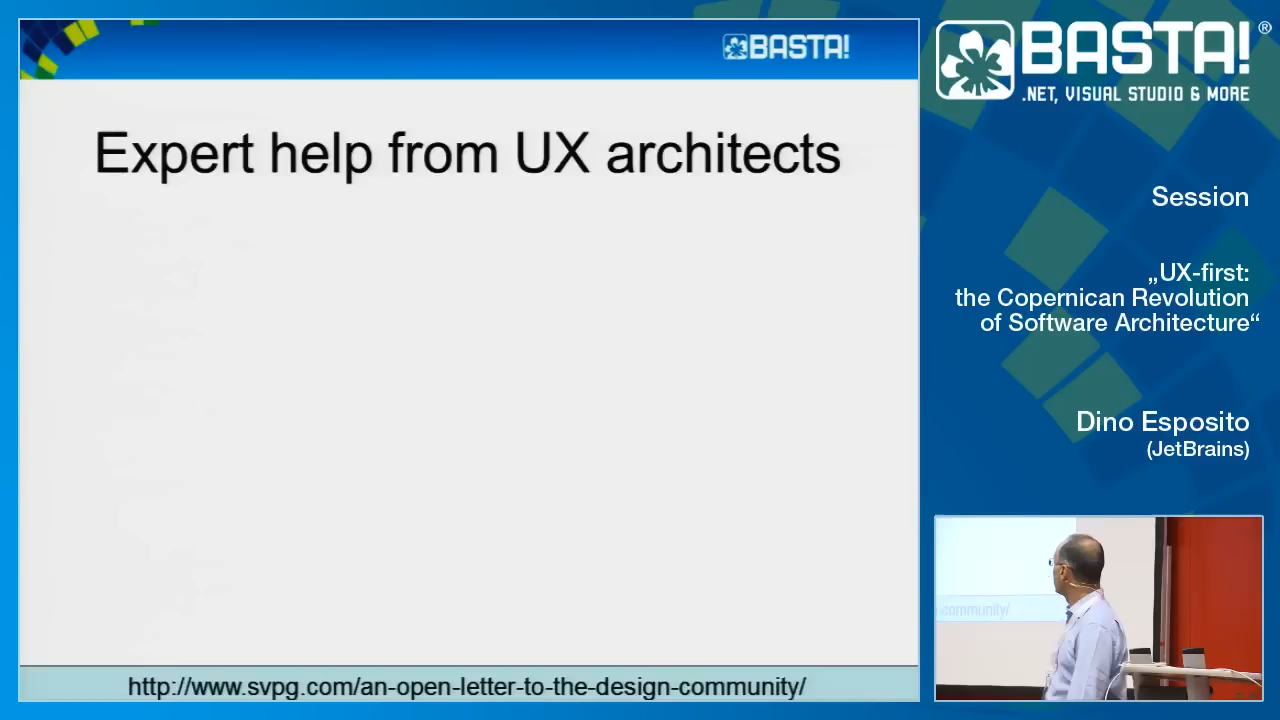 BASTA!
Expert help from UX architects
http://www.svpg.com/an-open-letter-to-the-design-community/
BASTA!®
.NET, VISUAL STUDIO & MORE
Session
„UX-first:
the Copernican Revolution
of Software Architecture“
Dino Esposito
(JetBrains)
-community/